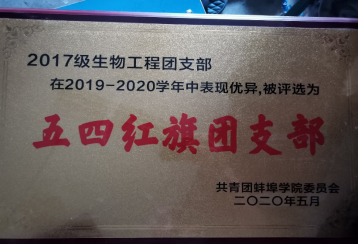 2017级生物工程团支部
在2019-2020学年中表现优异,被评选为
五四红旗团支部
共青团蚌埠学院委员会
二〇二〇年五月